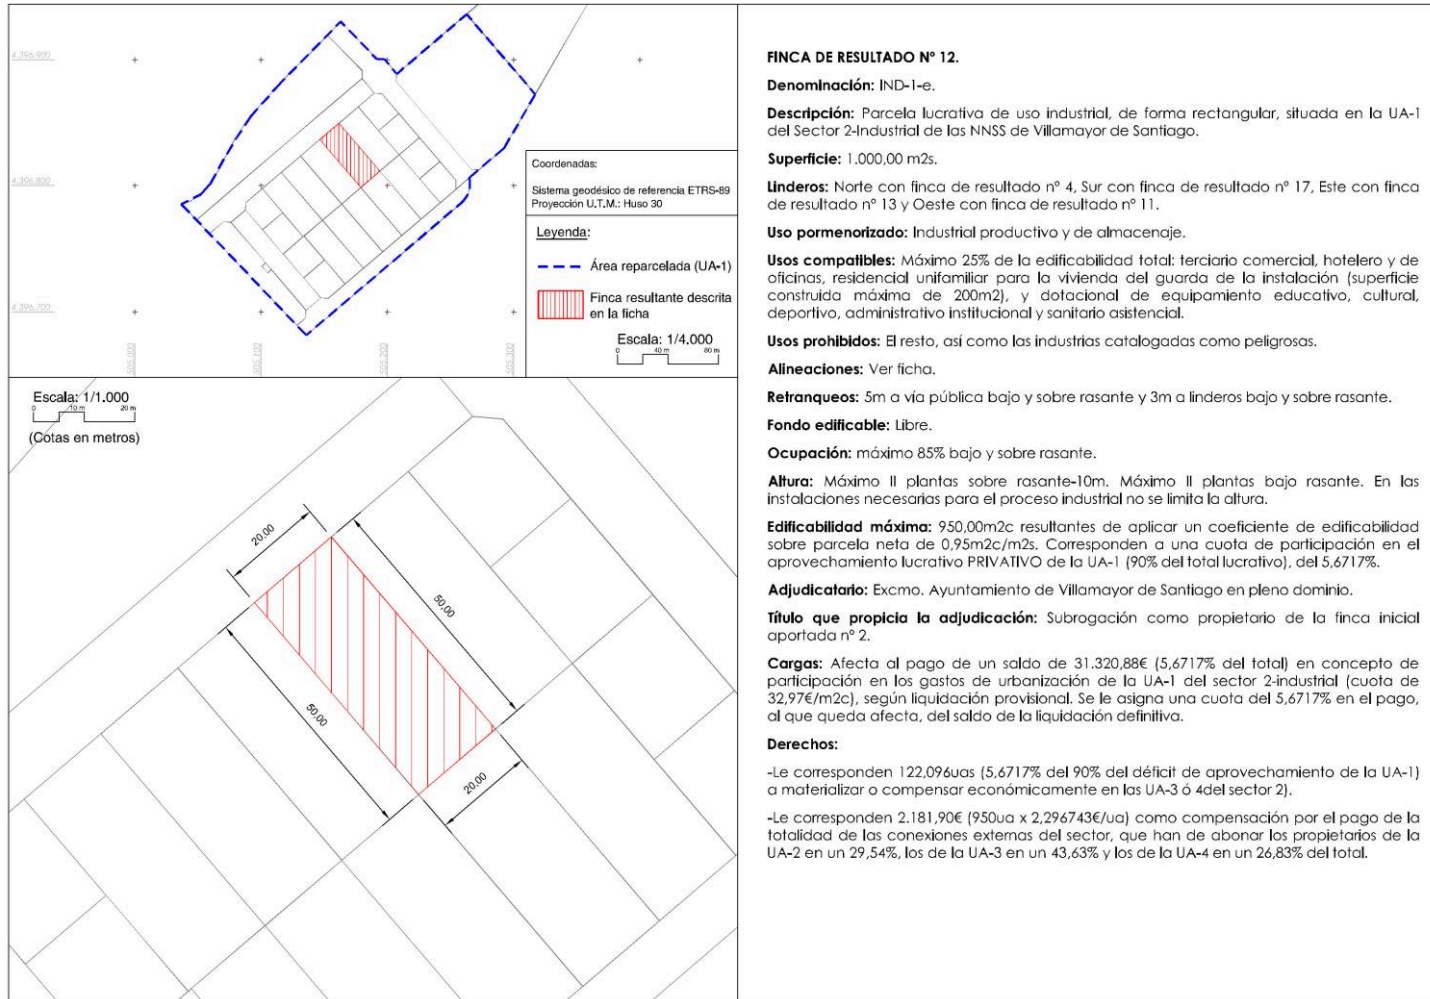 4.396.900
4.396.800
4.396.700
505.000
505.100
505.200
505.300
Coordenadas:
Sistema geodésico de referencia ETRS-89
Proyección U.T.M.: Huso 30
Leyenda:
Área reparcelada (UA-1)
Finca resultante descrita
en la ficha
Escala: 1/4.000
0 40 m 80 m
Escala: 1/1.000
0 10 m 20 m
(Cotas en metros)
20,00
50,00
50,00
20,00
FINCA DE RESULTADO Nº 12.
Denominación: IND-1-e.
Descripción: Parcela lucrativa de uso industrial, de forma rectangular, situada en la UA-1
del Sector 2-Industrial de las NNSS de Villamayor de Santiago.
Superficie: 1.000,00 m2s.
Linderos: Norte con finca de resultado nº 4, Sur con finca de resultado nº 17, Este con finca
de resultado nº 13 y Oeste con finca de resultado nº 11.
Uso pormenorizado: Industrial productivo y de almacenaje.
Usos compatibles: Máximo 25% de la edificabilidad total: terciario comercial, hotelero y de
oficinas, residencial unifamiliar para la vivienda del guarda de la instalación (superficie
construida máxima de 200m2), y dotacional de equipamiento educativo, cultural,
deportivo, administrativo institucional y sanitario asistencial.
Usos prohibidos: El resto, así como las industrias catalogadas como peligrosas.
Alineaciones: Ver ficha.
Retranqueos: 5m a vía pública bajo y sobre rasante y 3m a linderos bajo y sobre rasante.
Fondo edificable: Libre.
Ocupación: máximo 85% bajo y sobre rasante.
Altura: Máximo II plantas sobre rasante-10m. Máximo II plantas bajo rasante. En las
instalaciones necesarias para el proceso industrial no se limita la altura.
Edificabilidad máxima: 950,00m2c resultantes de aplicar un coeficiente de edificabilidad
sobre parcela neta de 0,95m2c/m2s. Corresponden a una cuota de participación en el
aprovechamiento lucrativo PRIVATIVO de la UA-1 (90% del total lucrativo), del 5,6717%.
Adjudicatario: Excmo. Ayuntamiento de Villamayor de Santiago en pleno dominio.
Título que propicia la adjudicación: Subrogación como propietario de la finca inicial
aportada nº 2.
Cargas: Afecta al pago de un saldo de 31.320,88€ (5,6717% del total) en concepto de
participación en los gastos de urbanización de la UA-1 del sector 2-industrial (cuota de
32,97€/m2c), según liquidación provisional. Se le asigna una cuota del 5,6717% en el pago,
al que queda afecta, del saldo de la liquidación definitiva.
Derechos:
-Le corresponden 122,096uas (5,6717% del 90% del déficit de aprovechamiento de la UA-1)
a materializar o compensar económicamente en las UA-3 ó 4del sector 2).
-Le corresponden 2.181,90€ (950ua x 2,296743€/ua) como compensación por el pago de la
totalidad de las conexiones externas del sector, que han de abonar los propietarios de la
UA-2 en un 29,54%, los de la UA-3 en un 43,63% y los de la UA-4 en un 26,83% del total.